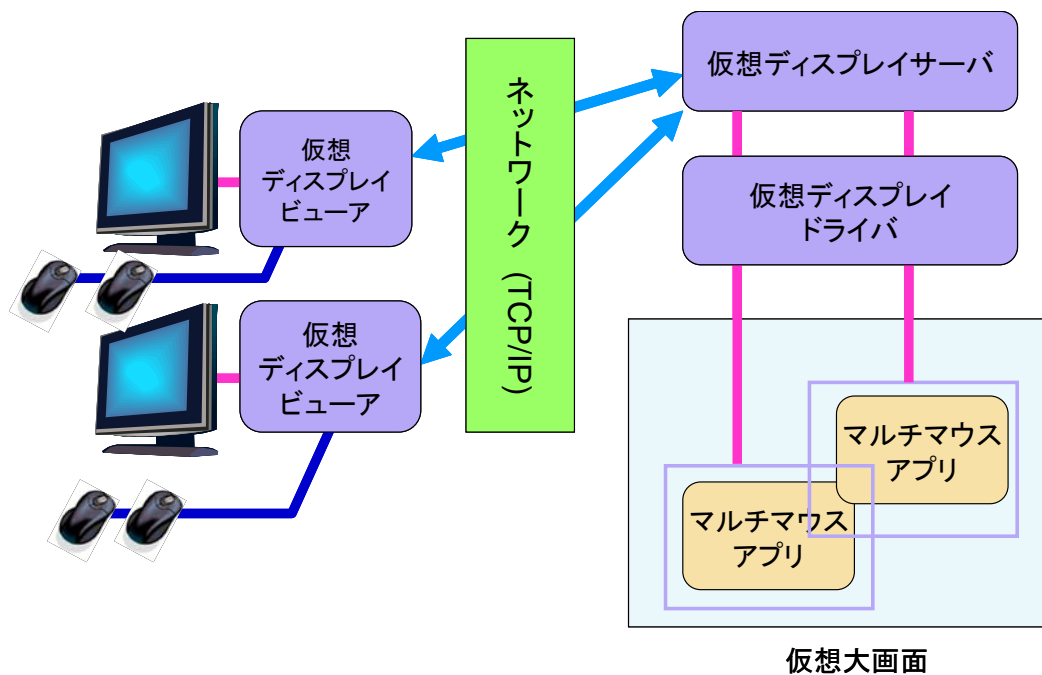 仮想
ディスプレイ
ビューア
仮想
ディスプレイ
ビューア
ネットワーク (TCP/IP)
仮想ディスプレイサーバ
仮想ディスプレイ
ドライバ
マルチマウス
アプリ
マルチマウス
アプリ
仮想大画面